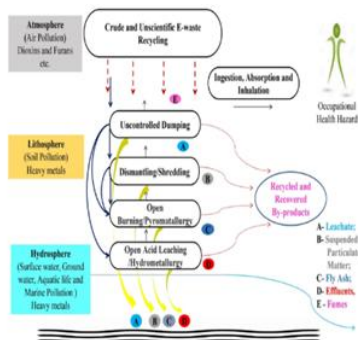 Atmosphere
(Air Pollution)
Dioxins and Furans
etc.
Crude and Unscientific E-waste
Recycling
Ingestion, Absorption and
Inhalation
Occupational
Health Hazard
E
Uncontrolled Dumping
A
Lithosphere
(Soil Pollution)
Heavy metals
Dismantling/Shredding
B
Open
Burning/Pyrometallurgy
C
Recycled and
Recovered
By-products
Hydrosphere
(Surface water, Ground
water, Aquatic life and
Marine Pollution )
Heavy metals
Open Acid Leaching
/Hydrometallurgy
D
A- Leachate;
B- Suspended
Particulate
Matter;
C- Fly Ash;
D- Effluents,
E - Fumes
A B C D